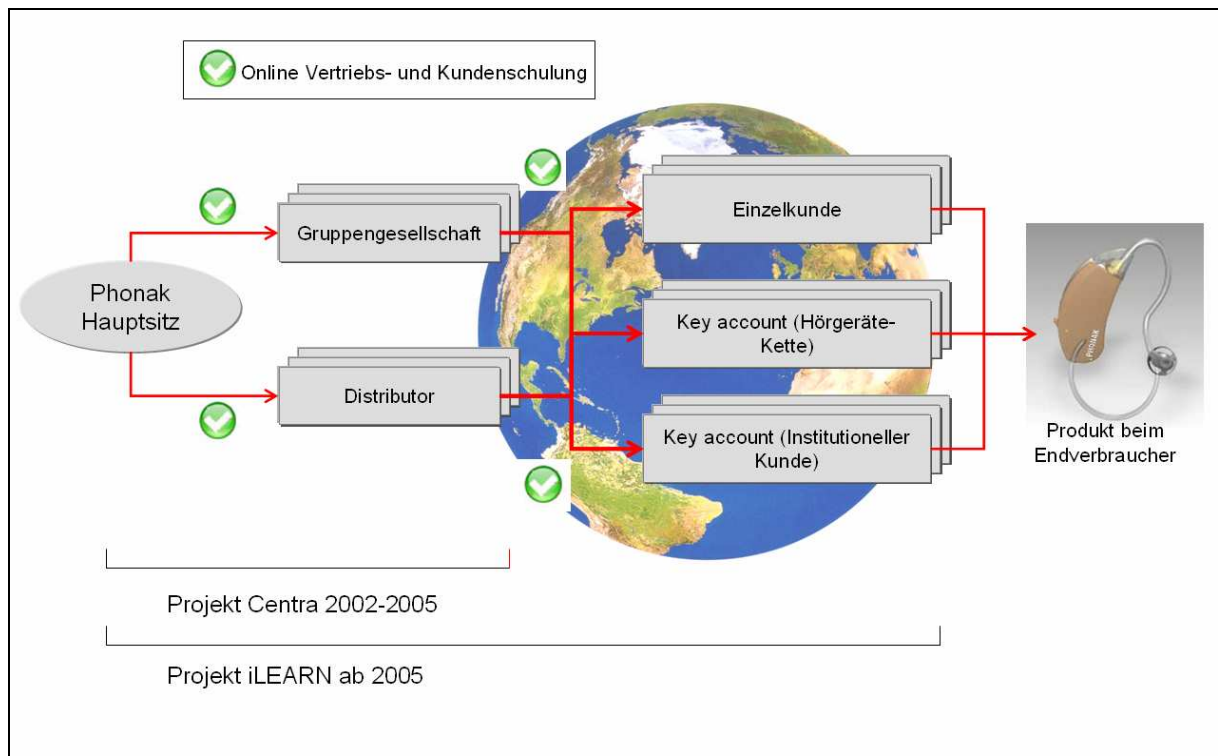 Online Vertriebs- und Kundenschulung
Gruppengesellschaft
Einzelkunde
Phonak
Hauptsitz
Key account (Hörgeräte-
Kette)
Distributor
Key account (Institutioneller
Kunde)
PHONAK
Produkt beim
Endverbraucher
Projekt Centra 2002-2005
Projekt iLEARN ab 2005